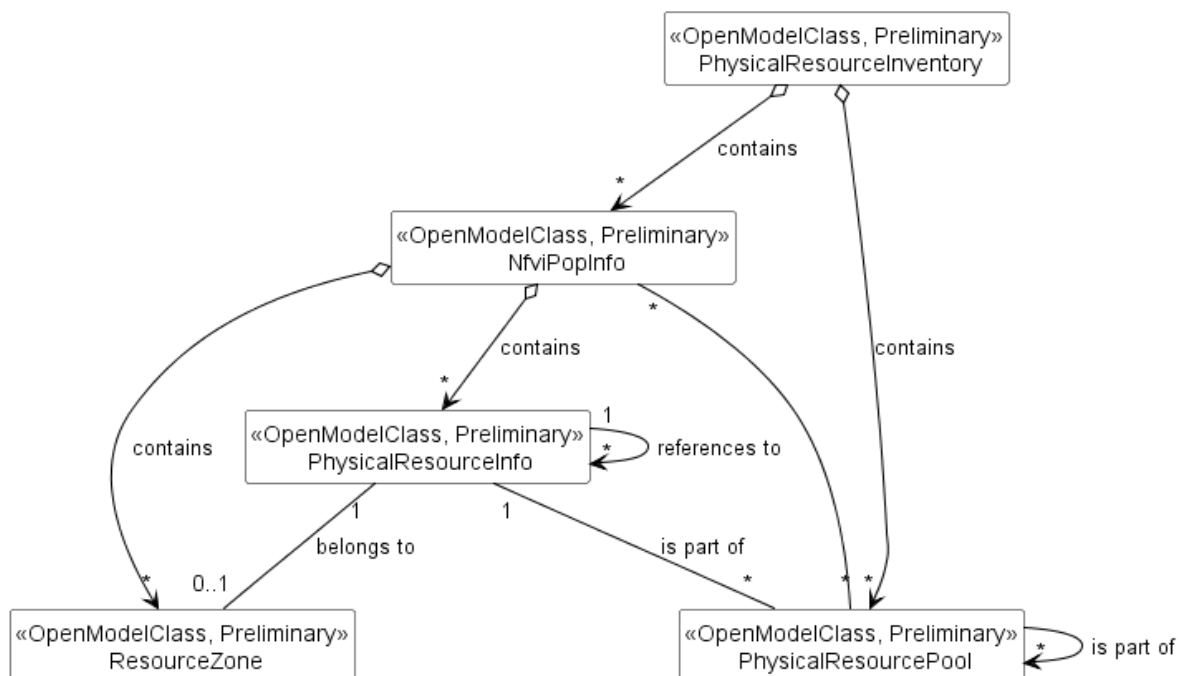 «OpenModelClass, Preliminary»
PhysicalResourceInventory
contains
*
«OpenModelClass, Preliminary»
NfviPopInfo
*
contains
contains
*
«OpenModelClass, Preliminary»
PhysicalResourceInfo
1
*
references to
contains
1
1
belongs to
is part of
*
0..1
*
*
*
«OpenModelClass, Preliminary»
ResourceZone
«OpenModelClass, Preliminary»
PhysicalResourcePool
*
is part of